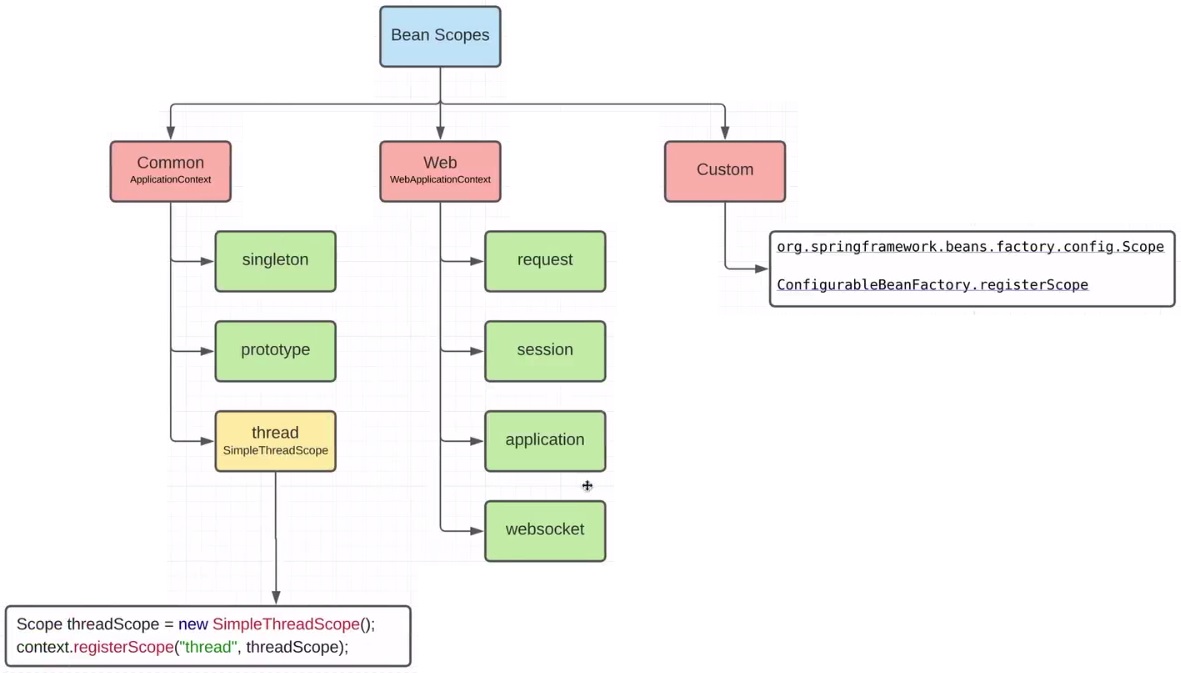 Bean Scopes
Common
ApplicationContext
Web
WebApplicationContext
Custom
singleton
request
org.springframework.beans.factory.config.Scope
ConfigurableBeanFactory.registerScope
prototype
session
thread
SimpleThreadScope
application
websocket
Scope threadScope = new SimpleThreadScope();
context.registerScope("thread", threadScope);